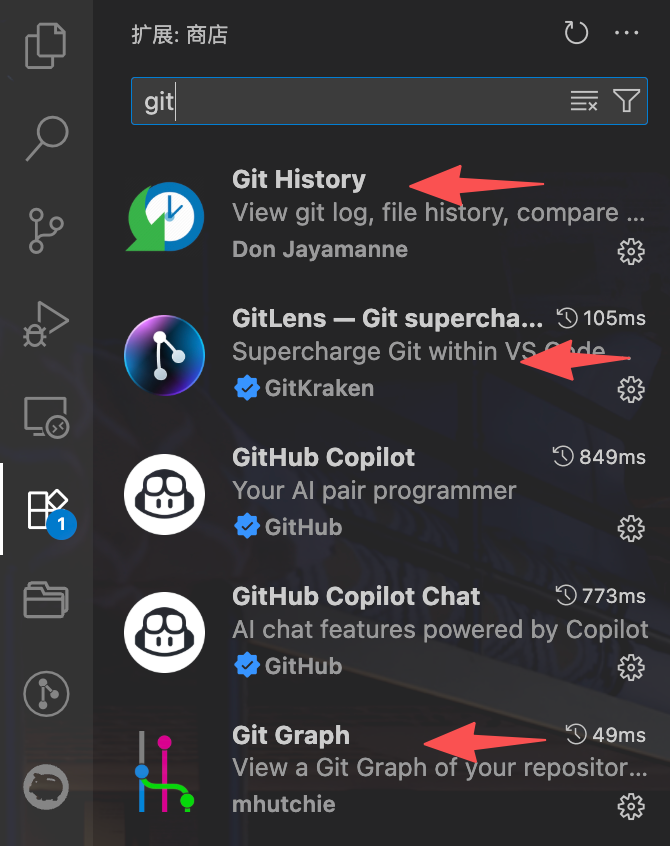 扩展: 商店
git
Git History
View git log, file history, compare ...
Don Jayamanne
GitLens — Git supercha... 105ms
Supercharge Git within VS Code, ...
GitKraken
GitHub Copilot 849ms
Your AI pair programmer
GitHub
GitHub Copilot Chat 773ms
AI chat features powered by Copilot
GitHub
1
Git Graph 49ms
View a Git Graph of your repositor...
mhutchie